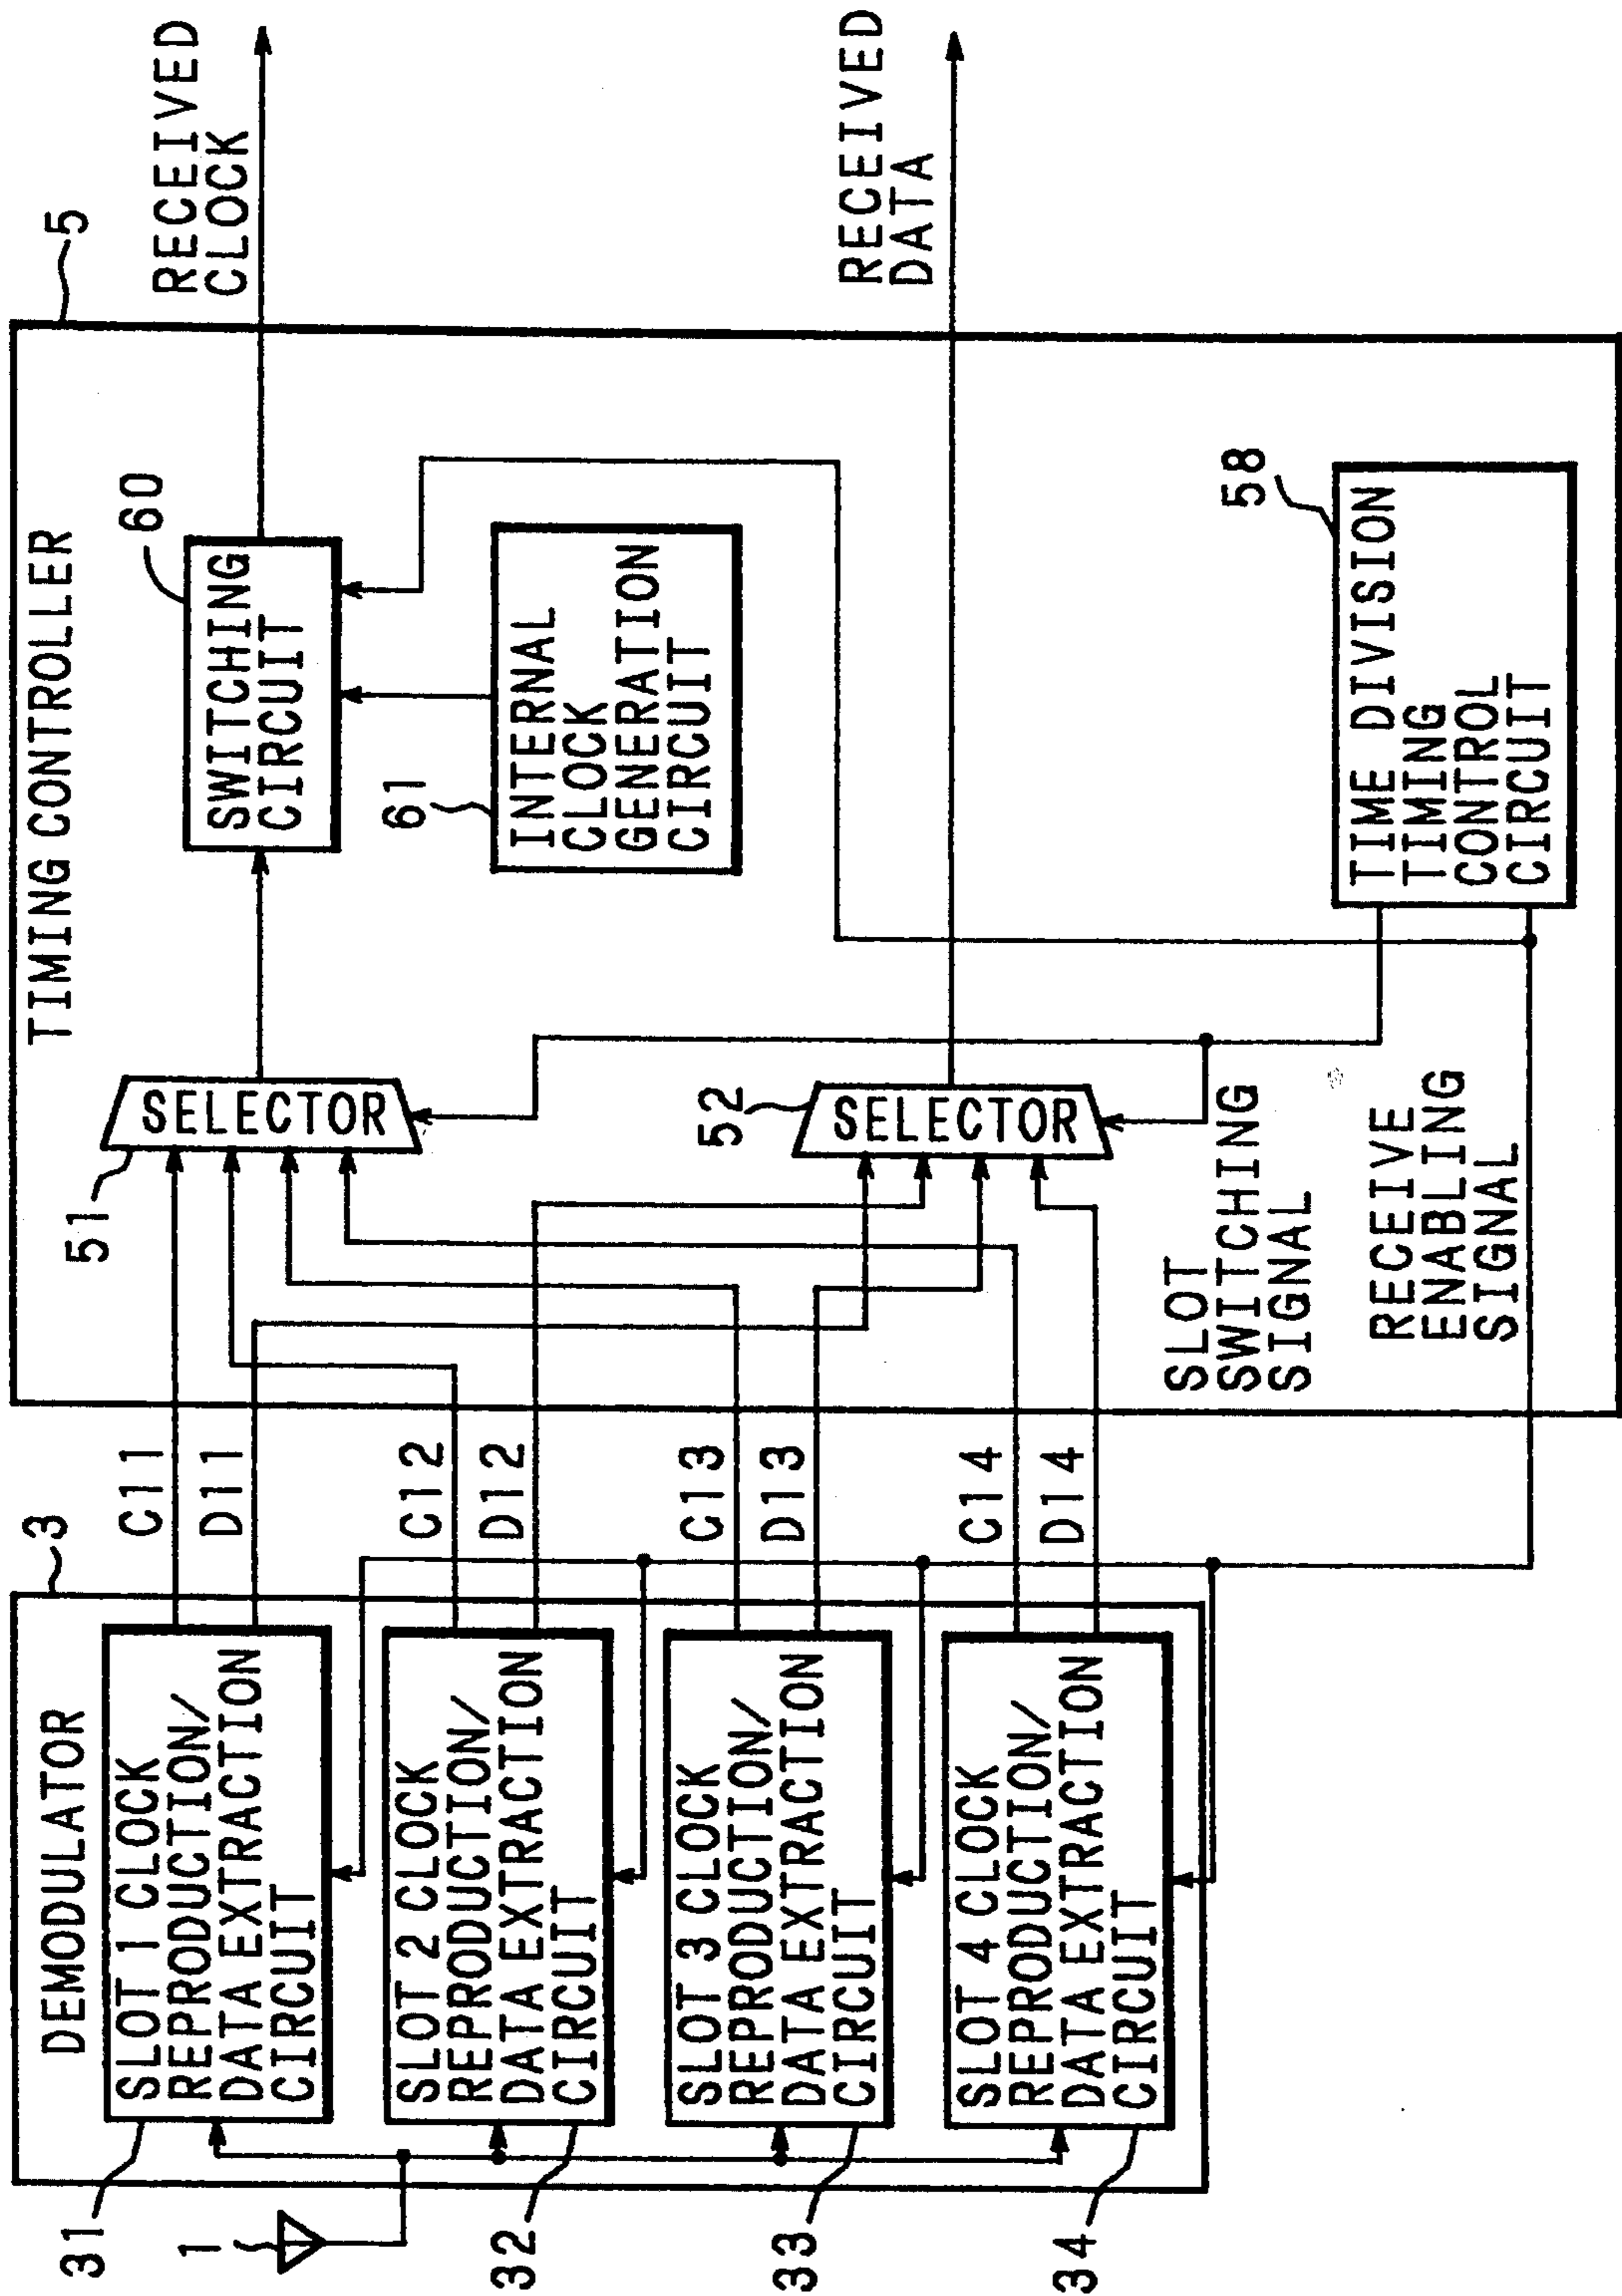 1
DEMODULATOR
3
31
SLOT 1 CLOCK
REPRODUCTION/
DATA EXTRACTION
CIRCUIT
32
SLOT 2 CLOCK
REPRODUCTION/
DATA EXTRACTION
CIRCUIT
33
SLOT 3 CLOCK
REPRODUCTION/
DATA EXTRACTION
CIRCUIT
34
SLOT 4 CLOCK
REPRODUCTION/
DATA EXTRACTION
CIRCUIT
C11
D11
C12
D12
C13
D13
C14
D14
TIMING CONTROLLER
5
51
SELECTOR
52
SELECTOR
SLOT
SWITCHING
SIGNAL
RECEIVE
ENABLING
SIGNAL
60
SWITCHING
CIRCUIT
61
INTERNAL
CLOCK
GENERATION
CIRCUIT
58
TIME DIVISION
TIMING
CONTROL
CIRCUIT
RECEIVED
CLOCK
RECEIVED
DATA